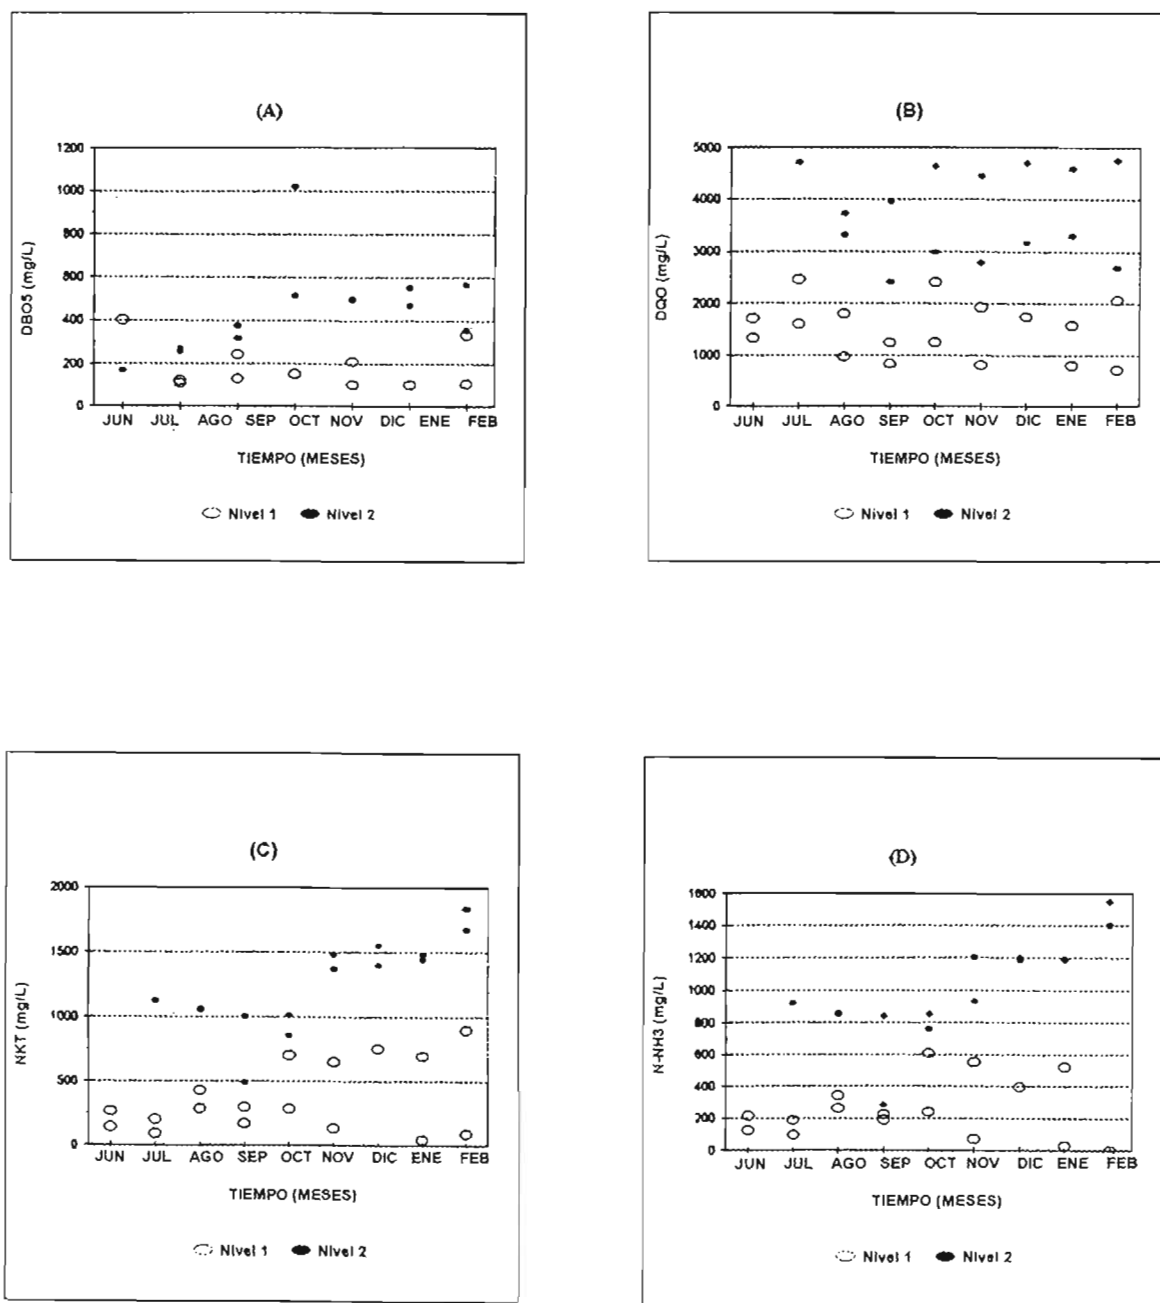 (A)
1200
1000
800
600
400
200
0
DBO5 (mg/L)
JUN JUL AGO SEP OCT NOV DIC ENE FEB
TIEMPO (MESES)
Nivel 1 Nivel 2
(B)
5000
4000
3000
2000
1000
0
DQO (mg/L)
JUN JUL AGO SEP OCT NOV DIC ENE FEB
TIEMPO (MESES)
Nivel 1 Nivel 2
(C)
2000
1500
1000
500
0
NKT (mg/L)
JUN JUL AGO SEP OCT NOV DIC ENE FEB
TIEMPO (MESES)
Nivel 1 Nivel 2
(D)
1600
1400
1200
1000
800
600
400
200
0
N-NH3 (mg/L)
JUN JUL AGO SEP OCT NOV DIC ENE FEB
TIEMPO (MESES)
Nivel 1 Nivel 2